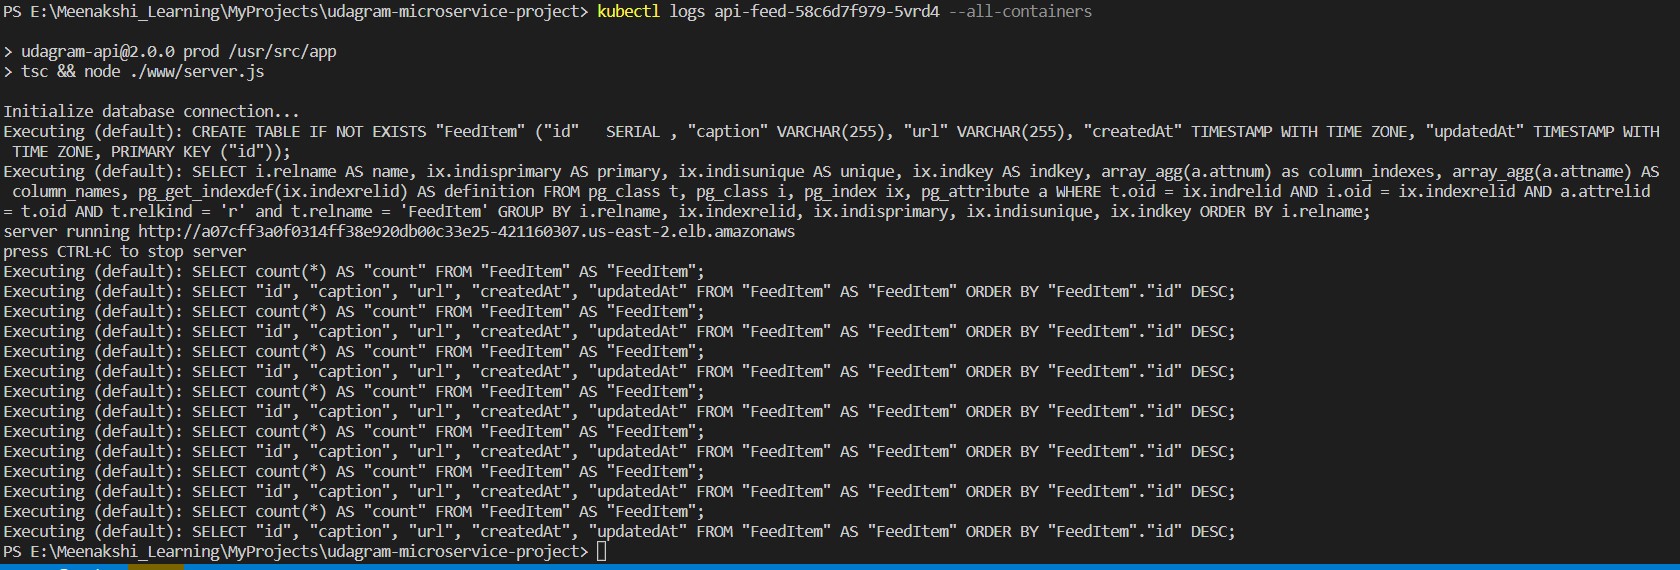 PS E:\Meenakshi_Learning\MyProjects\udagram-microservice-project> kubectl logs api-feed-58c6d7f979-5vrd4 --all-containers
> udagram-api@2.0.0 prod /usr/src/app
> tsc && node ./www/server.js
Initialize database connection...
Executing (default): CREATE TABLE IF NOT EXISTS "FeedItem" ("id"   SERIAL , "caption" VARCHAR(255), "url" VARCHAR(255), "createdAt" TIMESTAMP WITH TIME ZONE, "updatedAt" TIMESTAMP WITH
TIME ZONE, PRIMARY KEY ("id"));
Executing (default): SELECT i.relname AS name, ix.indisprimary AS primary, ix.indisunique AS unique, ix.indkey AS indkey, array_agg(a.attnum) as column_indexes, array_agg(a.attname) AS
column_names, pg_get_indexdef(ix.indexrelid) AS definition FROM pg_class t, pg_class i, pg_index ix, pg_attribute a WHERE t.oid = ix.indrelid AND i.oid = ix.indexrelid AND a.attrelid
= t.oid AND t.relkind = 'r' and t.relname = 'FeedItem' GROUP BY i.relname, ix.indexrelid, ix.indisprimary, ix.indisunique, ix.indkey ORDER BY i.relname;
server running http://a07cff3a0f0314ff38e920db00c33e25-421160307.us-east-2.elb.amazonaws
press CTRL+C to stop server
Executing (default): SELECT count(*) AS "count" FROM "FeedItem" AS "FeedItem";
Executing (default): SELECT "id", "caption", "url", "createdAt", "updatedAt" FROM "FeedItem" AS "FeedItem" ORDER BY "FeedItem"."id" DESC;
Executing (default): SELECT count(*) AS "count" FROM "FeedItem" AS "FeedItem";
Executing (default): SELECT "id", "caption", "url", "createdAt", "updatedAt" FROM "FeedItem" AS "FeedItem" ORDER BY "FeedItem"."id" DESC;
Executing (default): SELECT count(*) AS "count" FROM "FeedItem" AS "FeedItem";
Executing (default): SELECT "id", "caption", "url", "createdAt", "updatedAt" FROM "FeedItem" AS "FeedItem" ORDER BY "FeedItem"."id" DESC;
Executing (default): SELECT count(*) AS "count" FROM "FeedItem" AS "FeedItem";
Executing (default): SELECT "id", "caption", "url", "createdAt", "updatedAt" FROM "FeedItem" AS "FeedItem" ORDER BY "FeedItem"."id" DESC;
Executing (default): SELECT count(*) AS "count" FROM "FeedItem" AS "FeedItem";
Executing (default): SELECT "id", "caption", "url", "createdAt", "updatedAt" FROM "FeedItem" AS "FeedItem" ORDER BY "FeedItem"."id" DESC;
Executing (default): SELECT count(*) AS "count" FROM "FeedItem" AS "FeedItem";
Executing (default): SELECT "id", "caption", "url", "createdAt", "updatedAt" FROM "FeedItem" AS "FeedItem" ORDER BY "FeedItem"."id" DESC;
Executing (default): SELECT count(*) AS "count" FROM "FeedItem" AS "FeedItem";
Executing (default): SELECT "id", "caption", "url", "createdAt", "updatedAt" FROM "FeedItem" AS "FeedItem" ORDER BY "FeedItem"."id" DESC;
PS E:\Meenakshi_Learning\MyProjects\udagram-microservice-project>